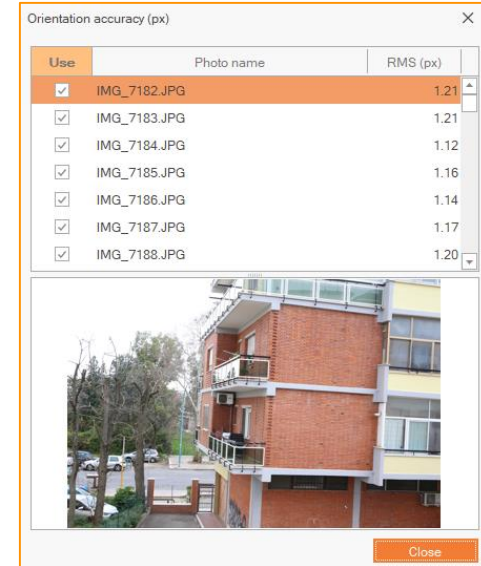 Orientation accuracy (px)
Use Photo name RMS (px)
IMG_7182.JPG 1.21
IMG_7183.JPG 1.21
IMG_7184.JPG 1.12
IMG_7185.JPG 1.16
IMG_7186.JPG 1.14
IMG_7187.JPG 1.17
IMG_7188.JPG 1.20
Close